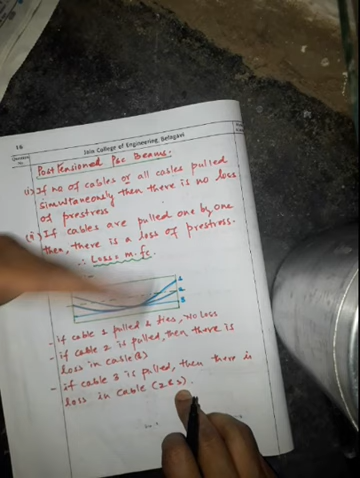 16
Jain College of Engineering Belagavi
Post Tensioned Psc Beams.
(i) If no of cables or all cables pulled
simultaneously then there is no loss
of prestress
(ii) If cables are pulled one by one
then, there is a loss of prestress.
∴ Loss = m.fc.
1
2
3
- if cable 1 pulled & ties, no loss
- if cable 2 is pulled, then there is
loss in cable
- if cable 3 is pulled, then there is
loss in cable (2&3).